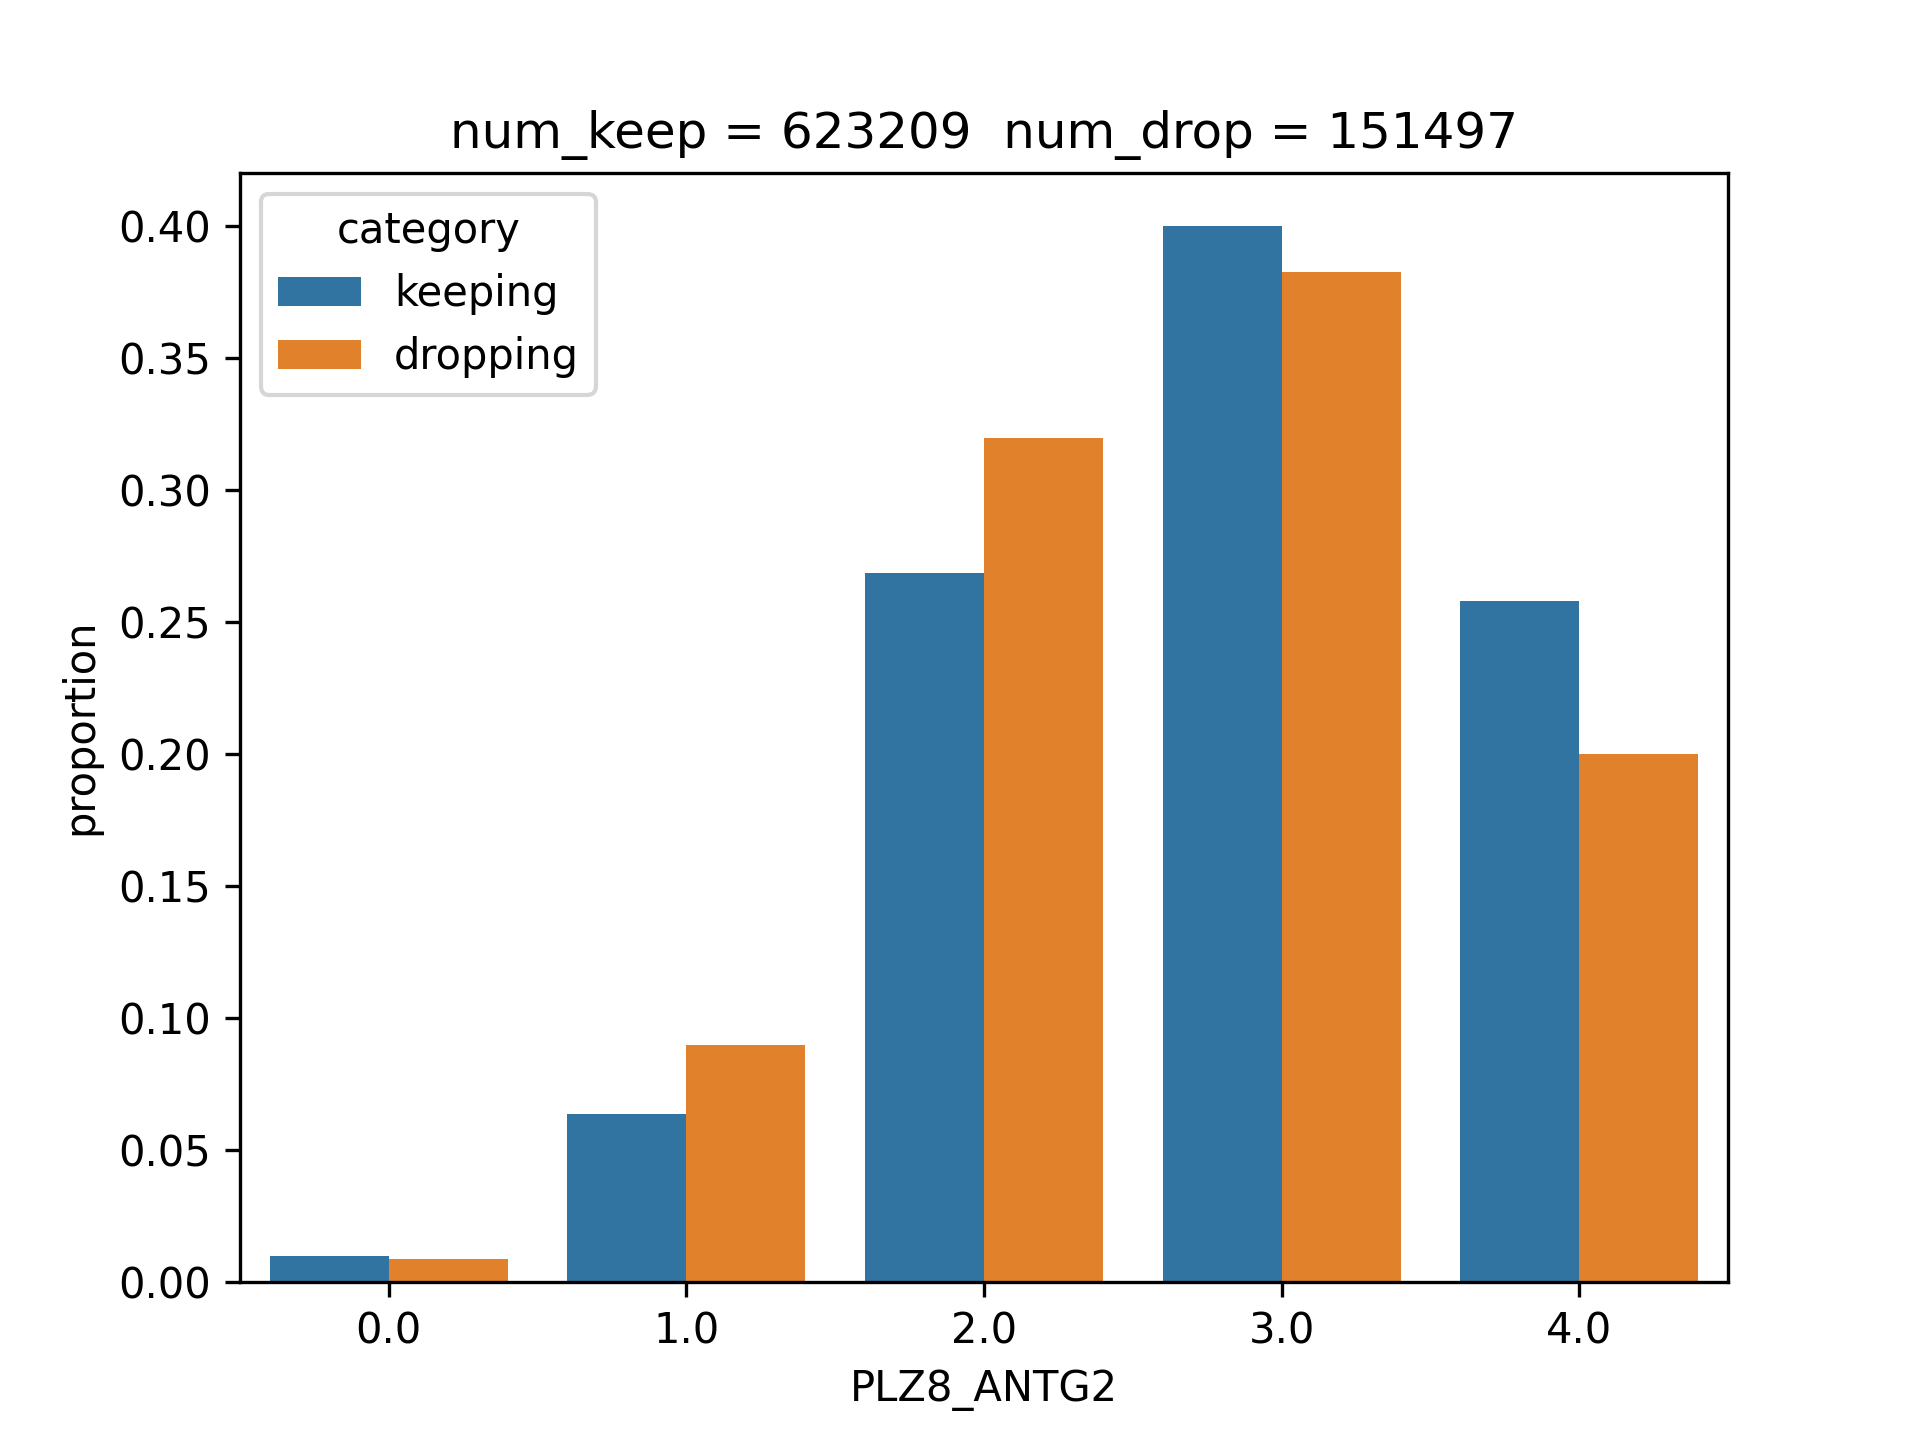 num_keep = 623209  num_drop = 151497
category
keeping
dropping
0.40
0.35
0.30
0.25
0.20
0.15
0.10
0.05
0.00
proportion
0.0 1.0 2.0 3.0 4.0
PLZ8_ANTG2